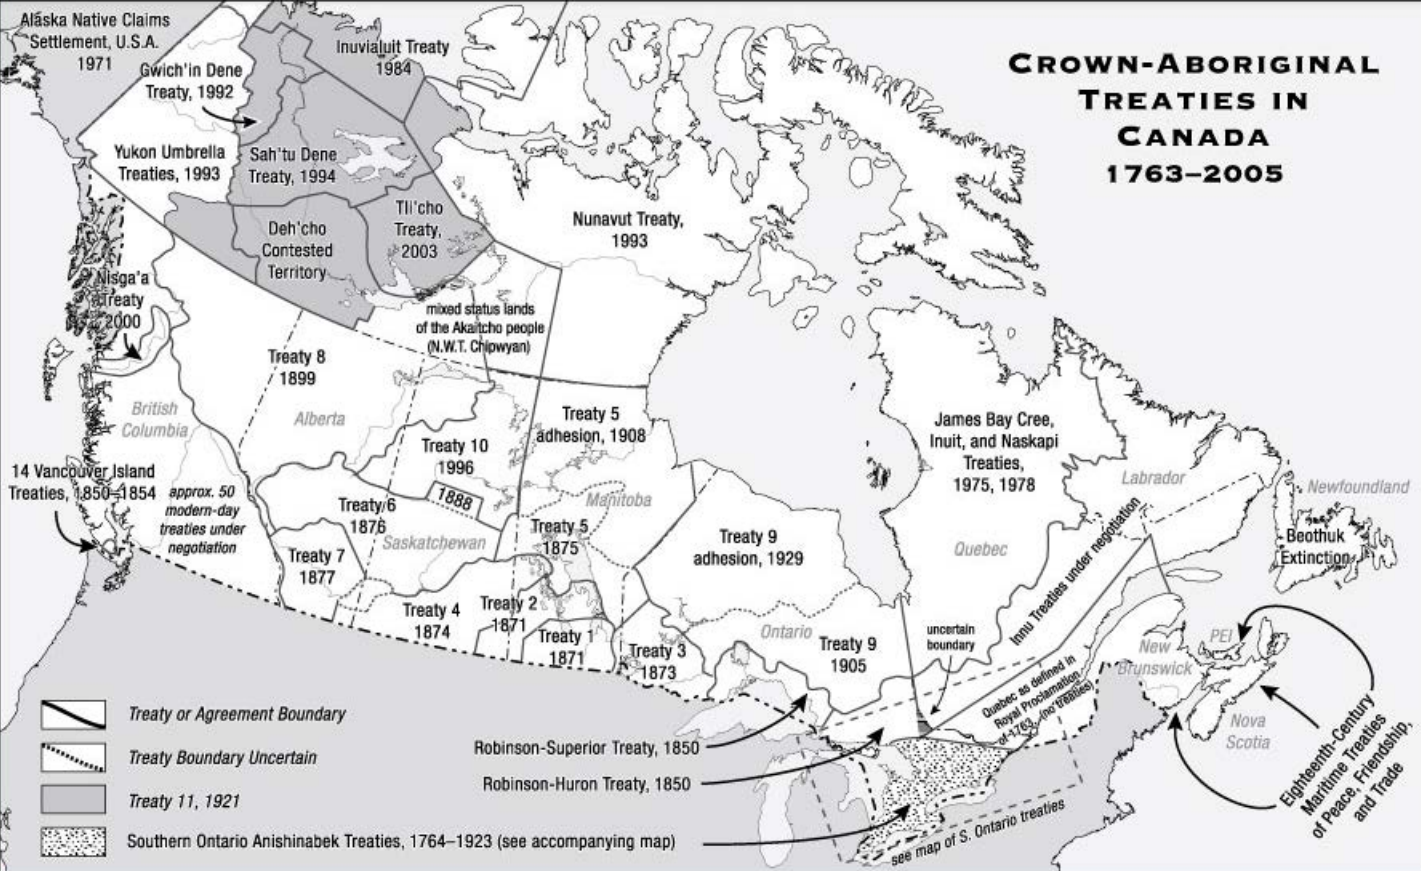 CROWN-ABORIGINAL
TREATIES IN
CANADA
1763–2005
Aláska Native Claims
Settlement, U.S.A.
1971
Gwich'in Dene
Treaty, 1992
Inuvialuit Treaty
1984
Yukon Umbrella
Treaties, 1993
Sah'tu Dene
Treaty, 1994
Deh'cho
Contested
Territory
Tli'cho
Treaty,
2003
Nunavut Treaty,
1993
Nisga'a
Treaty
2000
mixed status lands
of the Akaitcho people
(N.W.T. Chipwyan)
Treaty 8
1899
British
Columbia
Alberta
Treaty 5
adhesion, 1908
James Bay Cree,
Inuit, and Naskapi
Treaties,
1975, 1978
Treaty 10
1996
1888
14 Vancouver Island
Treaties, 1850–1854
approx. 50
modern-day
treaties under
negotiation
Treaty 6
1876
Saskatchewan
Manitoba
Treaty 5
1875
Treaty 7
1877
Treaty 9
adhesion, 1929
Quebec
Labrador
Newfoundland
Beothuk
Extinction
Innu Treaties under negotiation
Treaty 4
1874
Treaty 2
1871
Treaty 1
1871
Treaty 3
1873
Ontario
Treaty 9
1905
uncertain
boundary
Quebec as defined in
Royal Proclamation
of 1763 (no treaties)
New
Brunswick
PEI
Nova
Scotia
Eighteenth-Century
Maritime Treaties
of Peace, Friendship,
and Trade
Treaty or Agreement Boundary
Treaty Boundary Uncertain
Treaty 11, 1921
Southern Ontario Anishinabek Treaties, 1764–1923 (see accompanying map)
Robinson-Superior Treaty, 1850
Robinson-Huron Treaty, 1850
see map of S. Ontario treaties